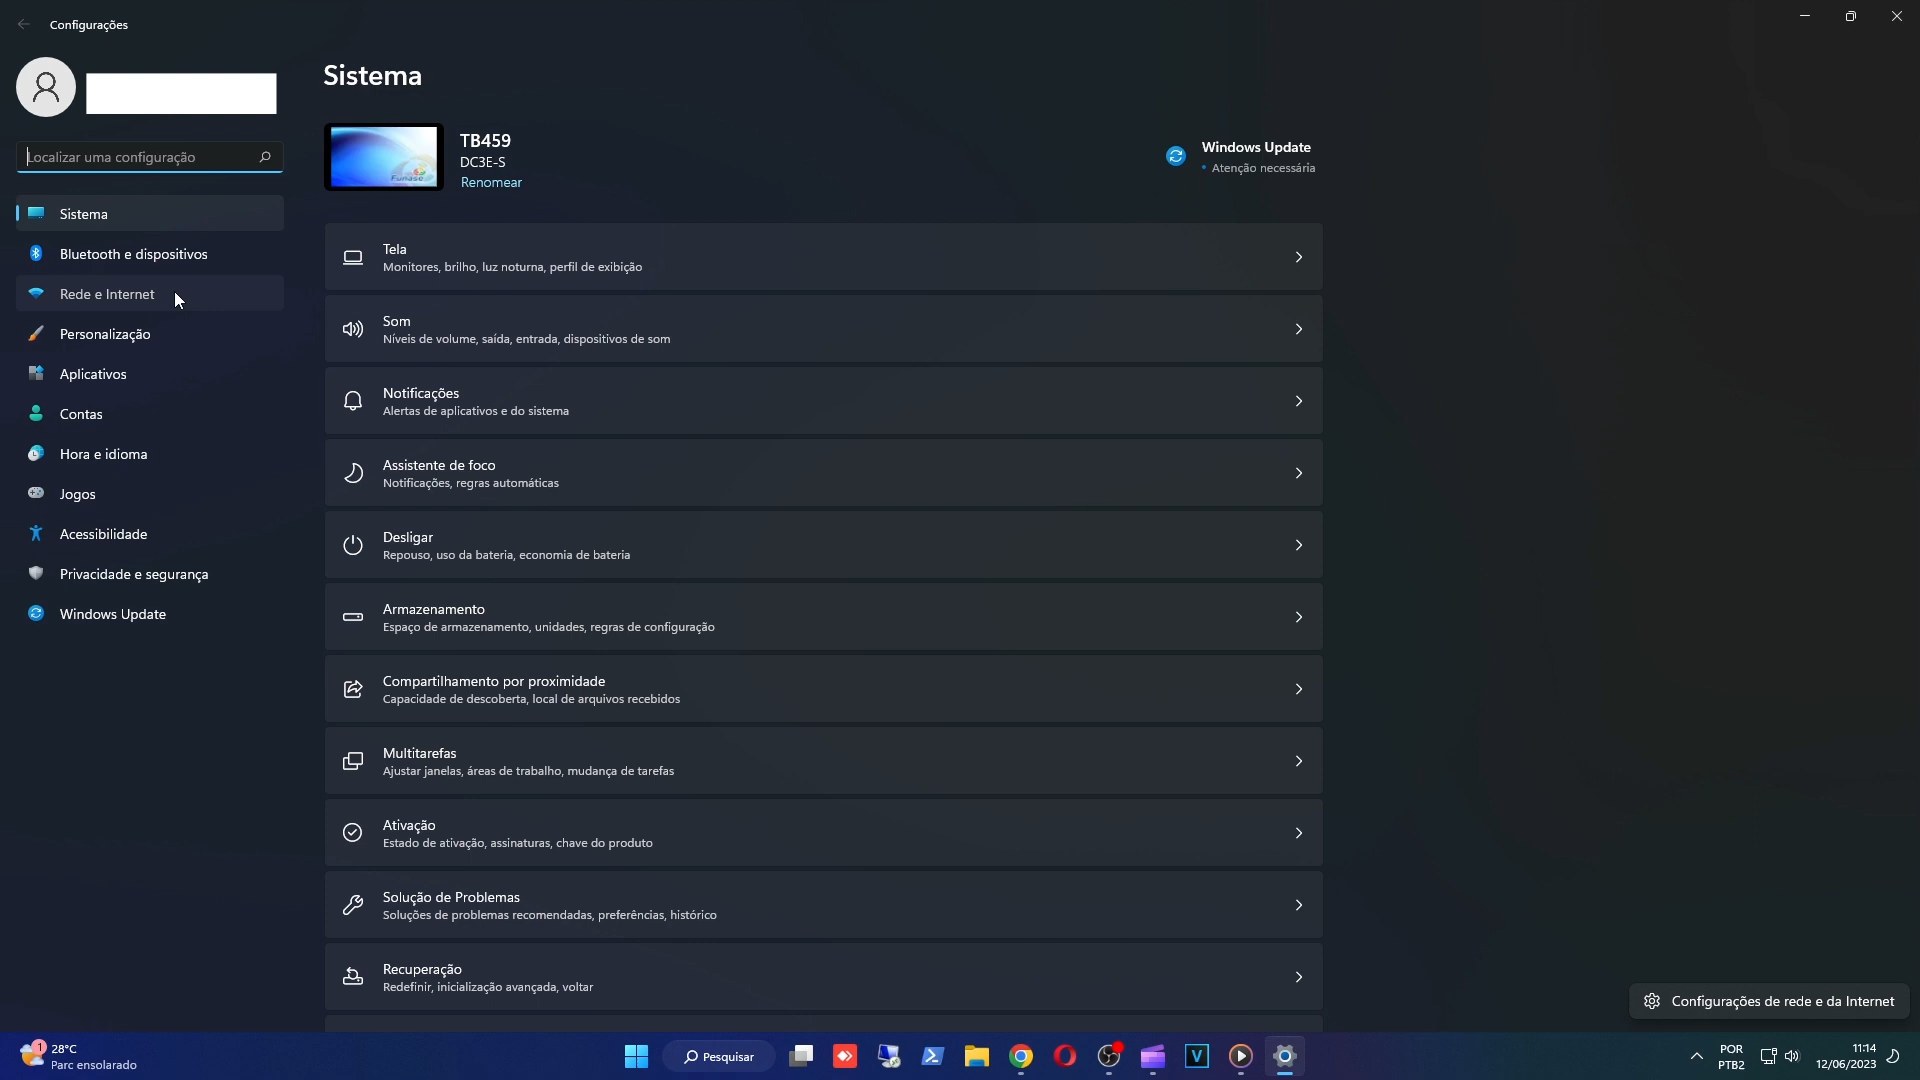 Configurações
Sistema
Localizar uma configuração
TB459
DC3E-S
Renomear
Funase
Windows Update
Atenção necessária
Sistema
Bluetooth e dispositivos
Rede e Internet
Personalização
Aplicativos
Contas
Hora e idioma
Jogos
Acessibilidade
Privacidade e segurança
Windows Update
Tela
Monitores, brilho, luz noturna, perfil de exibição
Som
Níveis de volume, saída, entrada, dispositivos de som
Notificações
Alertas de aplicativos e do sistema
Assistente de foco
Notificações, regras automáticas
Desligar
Repouso, uso da bateria, economia de bateria
Armazenamento
Espaço de armazenamento, unidades, regras de configuração
Compartilhamento por proximidade
Capacidade de descoberta, local de arquivos recebidos
Multitarefas
Ajustar janelas, áreas de trabalho, mudança de tarefas
Ativação
Estado de ativação, assinaturas, chave do produto
Solução de Problemas
Soluções de problemas recomendadas, preferências, histórico
Recuperação
Redefinir, inicialização avançada, voltar
Configurações de rede e da Internet
1
28°C
Parc ensolarado
Pesquisar
V
POR
PTB2
11:14
12/06/2023